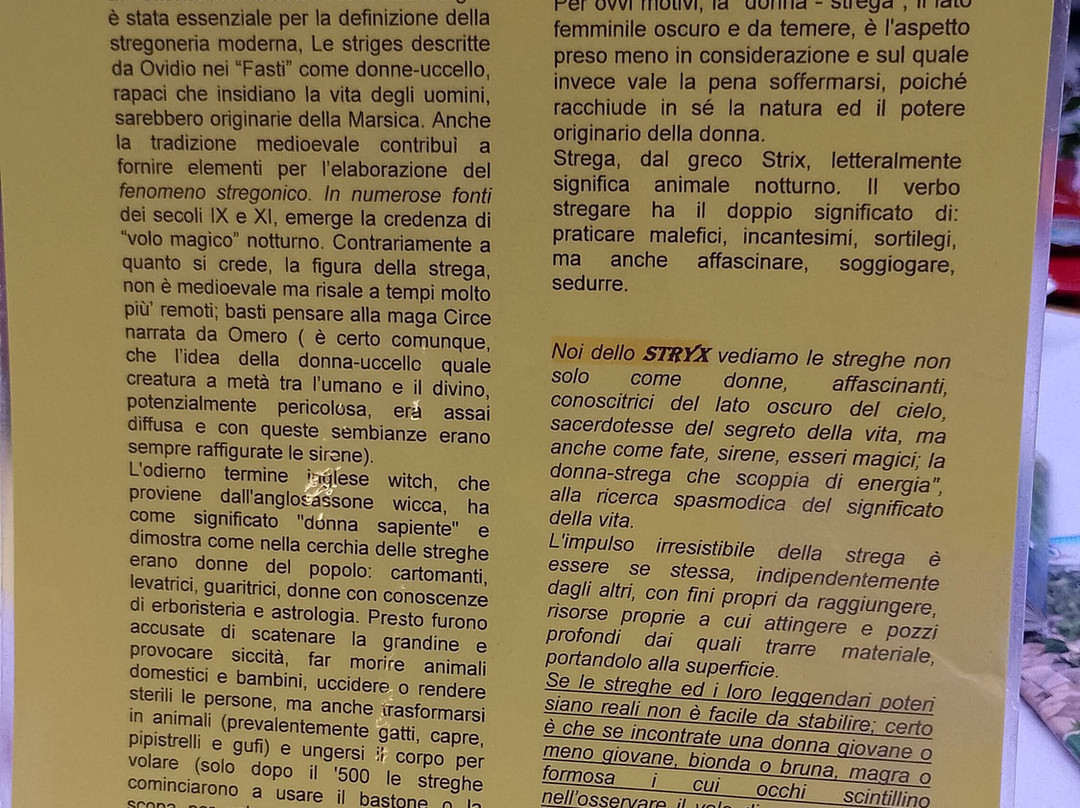 è stata essenziale per la definizione della
stregoneria moderna, Le striges descritte
da Ovidio nei “Fasti” come donne-uccello,
rapaci che insidiano la vita degli uomini,
sarebbero originarie della Marsica. Anche
la tradizione medioevale contribuì a
fornire elementi per l’elaborazione del
fenomeno stregonico. In numerose fonti
dei secoli IX e XI, emerge la credenza di
“volo magico” notturno. Contrariamente a
quanto si crede, la figura della strega,
non è medioevale ma risale a tempi molto
più’ remoti; basti pensare alla maga Circe
narrata da Omero ( è certo comunque,
che l’idea della donna-uccello quale
creatura a metà tra l’umano e il divino,
potenzialmente pericolosa, era assai
diffusa e con queste sembianze erano
sempre raffigurate le sirene).
L'odierno termine inglese witch, che
proviene dall'anglosassone wicca, ha
come significato "donna sapiente" e
dimostra come nella cerchia delle streghe
erano donne del popolo: cartomanti,
levatrici, guaritrici, donne con conoscenze
di erboristeria e astrologia. Presto furono
accusate di scatenare la grandine e
provocare siccità, far morire animali
domestici e bambini, uccidere o rendere
sterili le persone, ma anche trasformarsi
in animali (prevalentemente gatti, capre,
pipistrelli e gufi) e ungersi il corpo per
volare (solo dopo il '500 le streghe
cominciarono a usare il bastone o la
scopa
Per ovvi motivi, la "donna - strega", il lato
femminile oscuro e da temere, è l'aspetto
preso meno in considerazione e sul quale
invece vale la pena soffermarsi, poiché
racchiude in sé la natura ed il potere
originario della donna.
Strega, dal greco Strix, letteralmente
significa animale notturno. Il verbo
stregare ha il doppio significato di:
praticare malefici, incantesimi, sortilegi,
ma anche affascinare, soggiogare,
sedurre.
Noi dello STRYX vediamo le streghe non
solo come donne, affascinanti,
conoscitrici del lato oscuro del cielo,
sacerdotesse del segreto della vita, ma
anche come fate, sirene, esseri magici; la
donna-strega che scoppia di energia",
alla ricerca spasmodica del significato
della vita.
L'impulso irresistibile della strega è
essere se stessa, indipendentemente
dagli altri, con fini propri da raggiungere,
risorse proprie a cui attingere e pozzi
profondi dai quali trarre materiale,
portandolo alla superficie.
Se le streghe ed i loro leggendari poteri
siano reali non è facile da stabilire; certo
è che se incontrate una donna giovane o
meno giovane, bionda o bruna, magra o
formosa i cui occhi scintillino
nell'osservare il volo